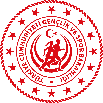 TÜRKİYE CUMHURİYETİ GENÇLİK VE SPOR BAKANLIĞI